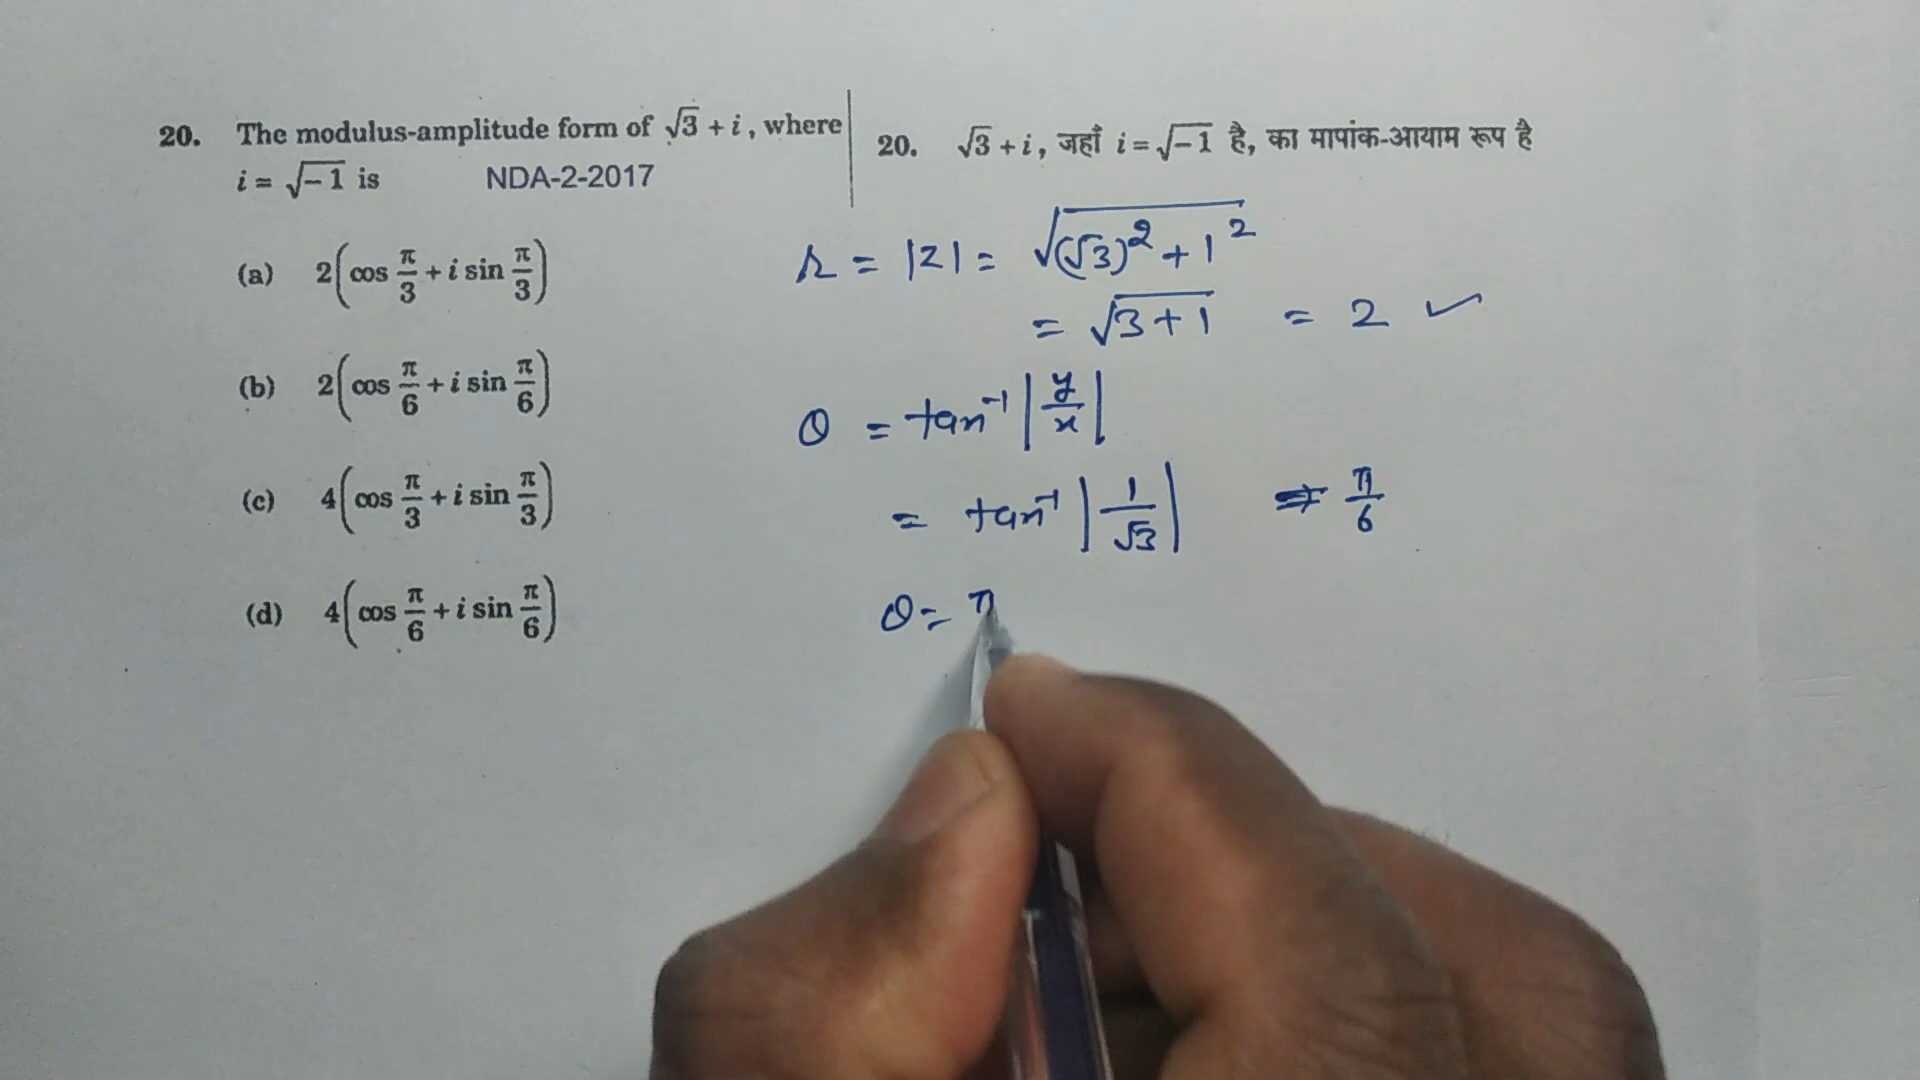 20. The modulus-amplitude form of √3 + i, where
i = √-1 is NDA-2-2017
(a) 2(cos π/3 + i sin π/3)
(b) 2(cos π/6 + i sin π/6)
(c) 4(cos π/3 + i sin π/3)
(d) 4(cos π/6 + i sin π/6)
20. √3 + i, जहाँ i = √-1 है, का मापांक-आयाम रूप है
r = |z| = √((√3)² + 1²)
= √(3+1) = 2 ✓
θ = tan⁻¹ |y/x|
= tan⁻¹ |1/√3| ⇒ π/6
θ = π